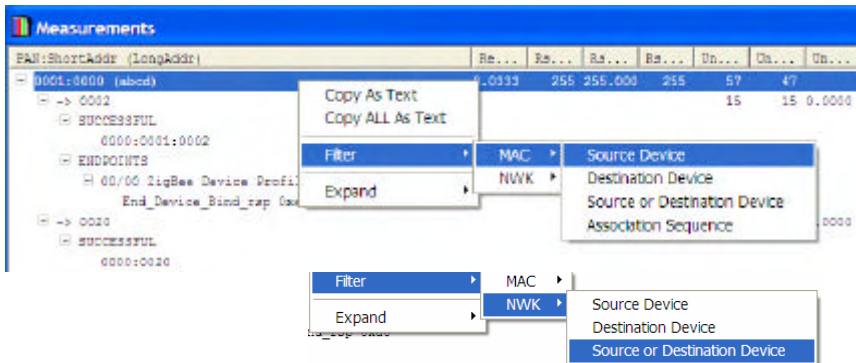 Measurements
PAN:ShortAddr (LongAddr) Re... Rs... Rs... Rs... Un... Un... Un...
0001:0000 (abcd) 0.0333 255 255.000 255 57 47
-> 0002 15 15 0.0000
SUCCESSFUL
0000:0001:0002
ENDPOINTS
00/00 ZigBee Device Profil
End_Device_Bind_rsp 0x
-> 0020 .0000
SUCCESSFUL
0000:0020
Copy As Text
Copy ALL As Text
Filter
Expand
MAC
NWK
Source Device
Destination Device
Source or Destination Device
Association Sequence
Filter
Expand
MAC
NWK
Source Device
Destination Device
Source or Destination Device